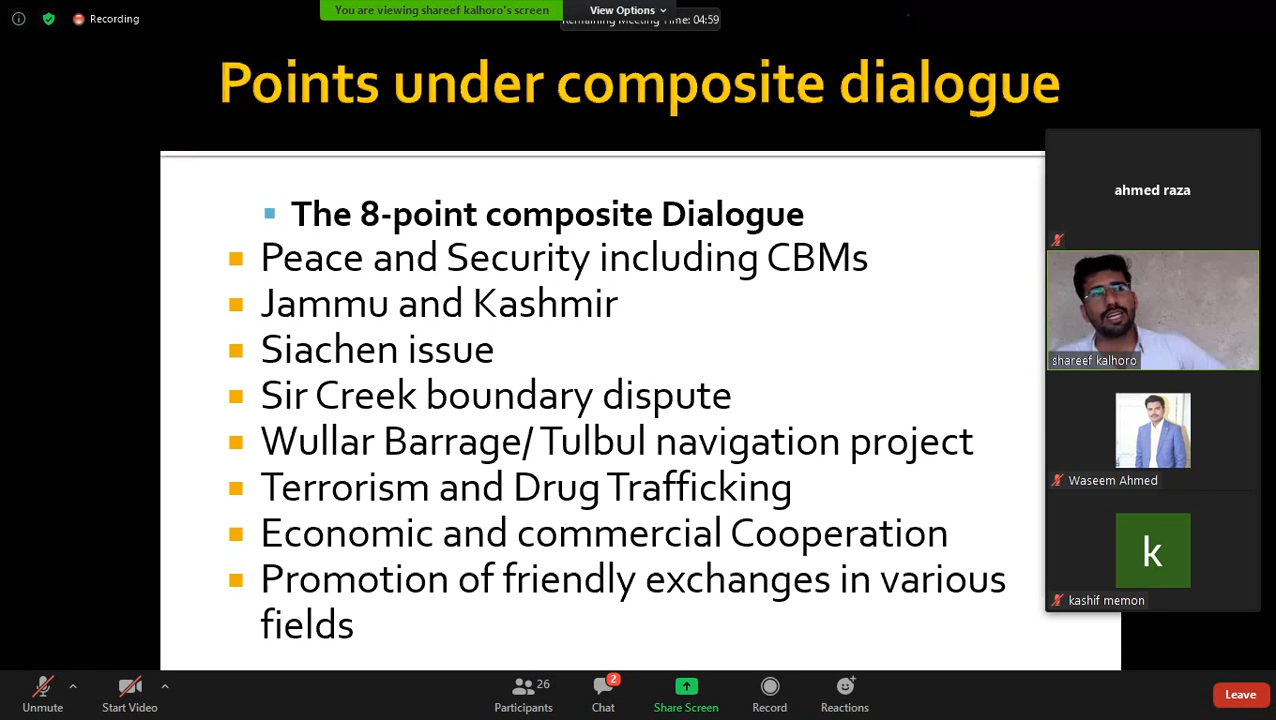 Recording
You are viewing shareef kalhoro's screen
View Options
Remaining Meeting Time: 04:59
Points under composite dialogue
The 8-point composite Dialogue
Peace and Security including CBMs
Jammu and Kashmir
Siachen issue
Sir Creek boundary dispute
Wullar Barrage/ Tulbul navigation project
Terrorism and Drug Trafficking
Economic and commercial Cooperation
Promotion of friendly exchanges in various
fields
ahmed raza
shareef kalhoro
Waseem Ahmed
k
kashif memon
Unmute
Start Video
26
Participants
2
Chat
Share Screen
Record
Reactions
Leave